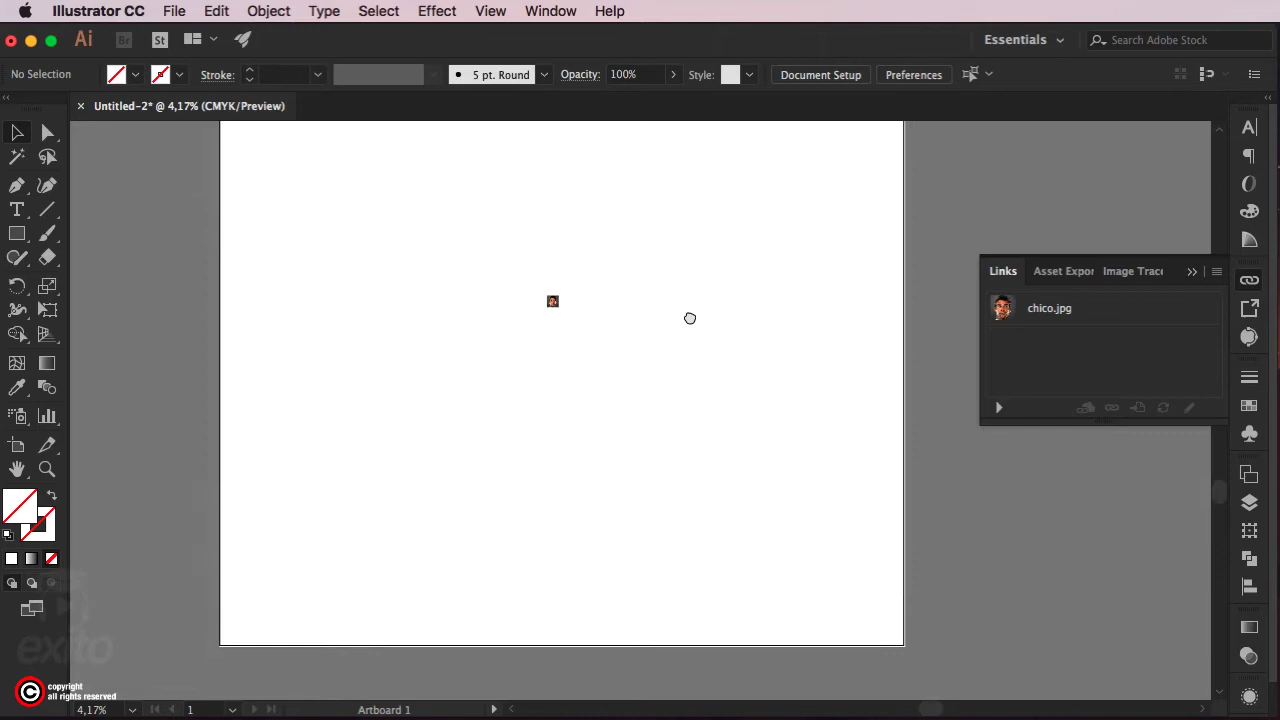 Illustrator CC File Edit Object Type Select Effect View Window Help
Ai Br St Essentials Search Adobe Stock
No Selection Stroke: 5 pt. Round Opacity: 100% Style: Document Setup Preferences
Untitled-2* @ 4,17% (CMYK/Preview)
Links Asset Expor Image Trac
chico.jpg
exito
copyright
all rights reserved
4,17% 1 Artboard 1